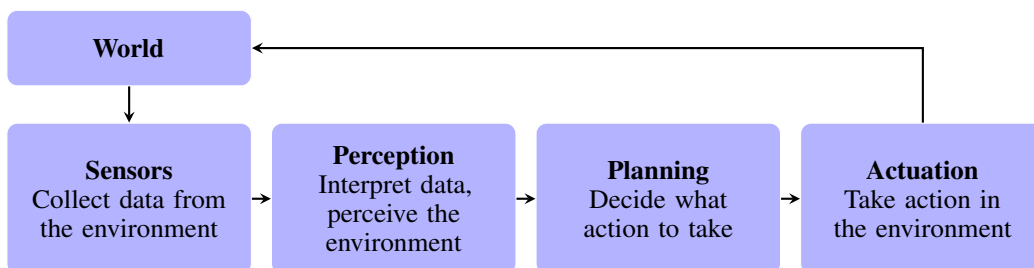 World
Sensors
Collect data from
the environment
Perception
Interpret data,
perceive the
environment
Planning
Decide what
action to take
Actuation
Take action in
the environment